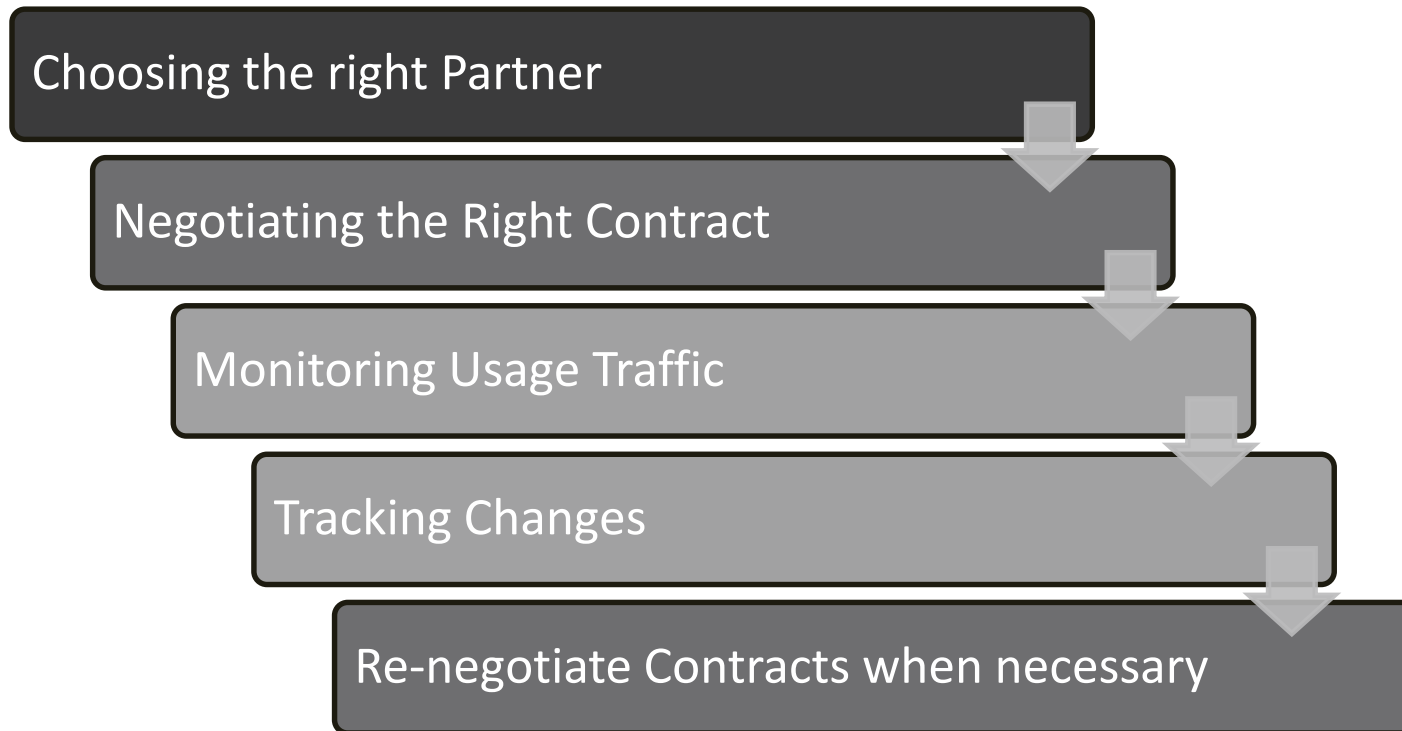 Choosing the right Partner
Negotiating the Right Contract
Monitoring Usage Traffic
Tracking Changes
Re-negotiate Contracts when necessary